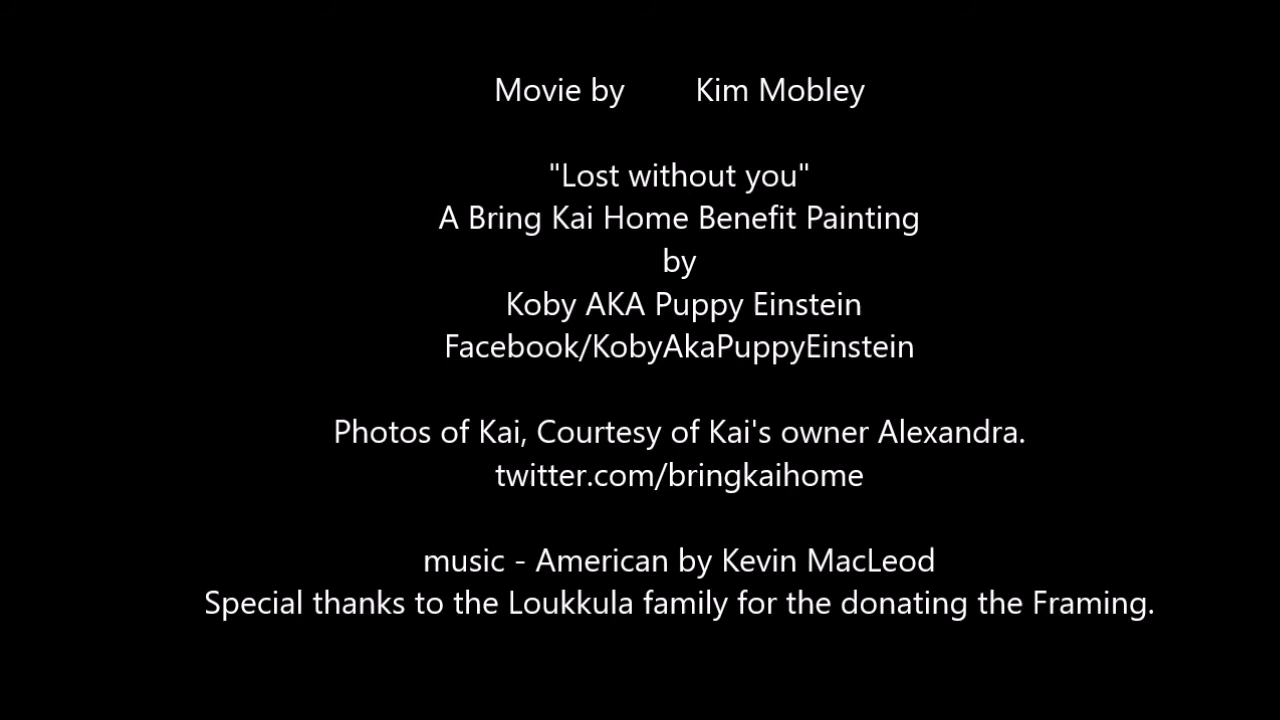 Movie by Kim Mobley
"Lost without you"
A Bring Kai Home Benefit Painting
by
Koby AKA Puppy Einstein
Facebook/KobyAkaPuppyEinstein
Photos of Kai, Courtesy of Kai's owner Alexandra.
twitter.com/bringkaihome
music - American by Kevin MacLeod
Special thanks to the Loukkula family for the donating the Framing.